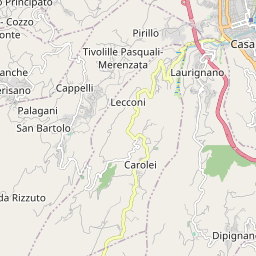 o Principato
- Cozzo
onte
Pirillo
Tivolille Pasquali-
Merenzata
Casa
Laurignano
anche
erisano
Cappelli
Lecconi
Palagani
San Bartolo
Carolei
da Rizzuto
Dipignano